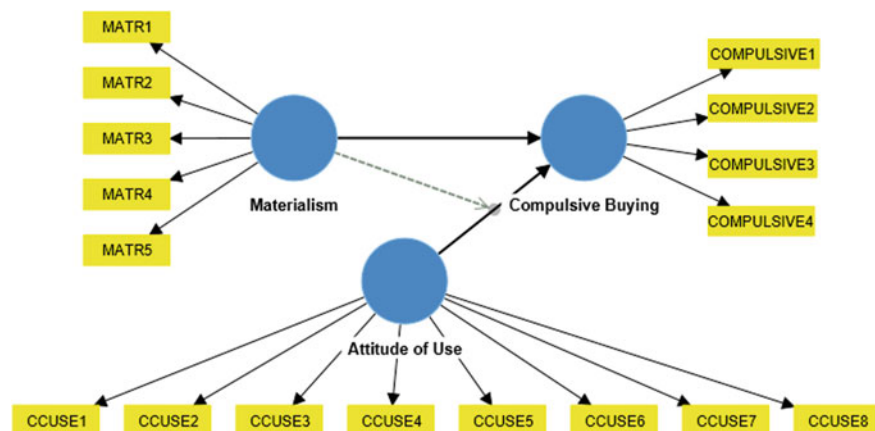 MATR1
MATR2
MATR3
MATR4
MATR5
Materialism
COMPULSIVE1
COMPULSIVE2
COMPULSIVE3
COMPULSIVE4
Compulsive Buying
Attitude of Use
CCUSE1 CCUSE2 CCUSE3 CCUSE4 CCUSE5 CCUSE6 CCUSE7 CCUSE8